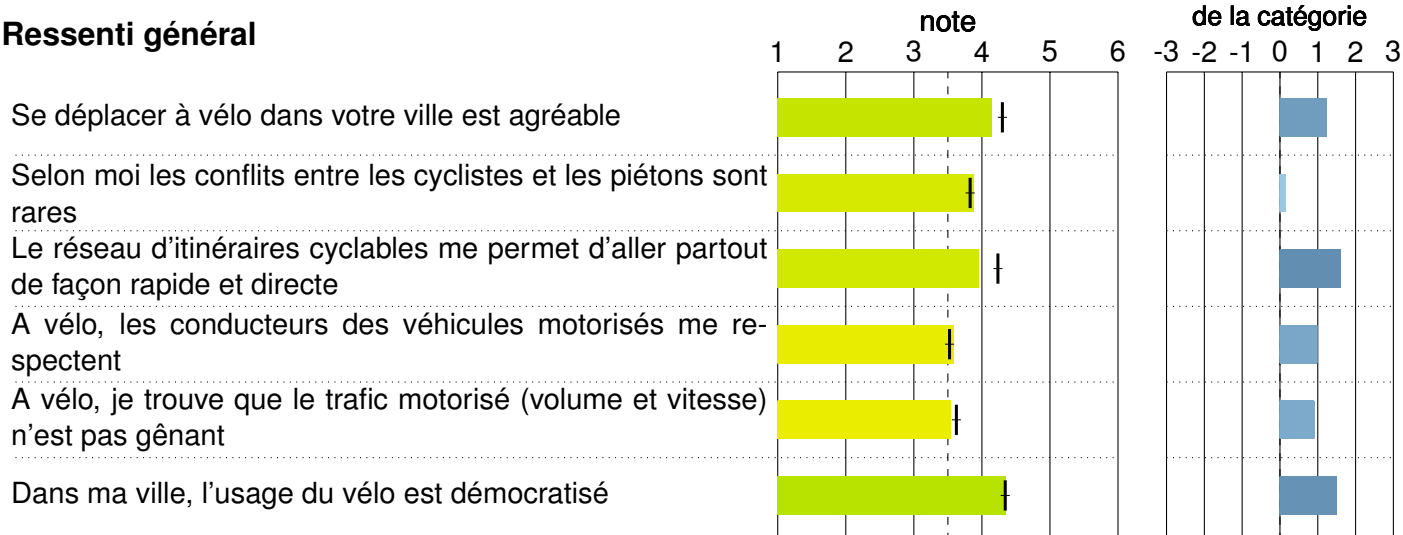 Ressenti général
note
de la catégorie
1 2 3 4 5 6
-3 -2 -1 0 1 2 3
Se déplacer à vélo dans votre ville est agréable
Selon moi les conflits entre les cyclistes et les piétons sont
rares
Le réseau d'itinéraires cyclables me permet d'aller partout
de façon rapide et directe
A vélo, les conducteurs des véhicules motorisés me re-
spectent
A vélo, je trouve que le trafic motorisé (volume et vitesse)
n'est pas gênant
Dans ma ville, l'usage du vélo est démocratisé